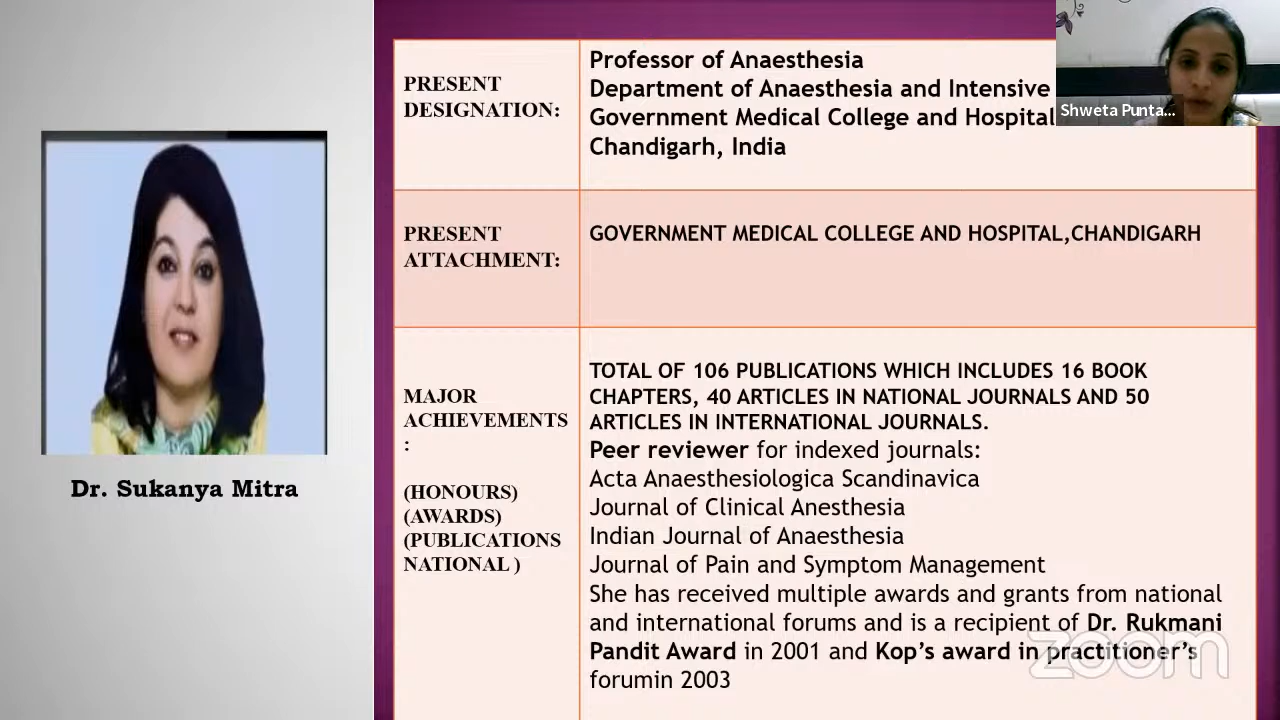 PRESENT
DESIGNATION:
Professor of Anaesthesia
Department of Anaesthesia and Intensive
Government Medical College and Hospital
Chandigarh, India
Shweta Punta...
PRESENT
ATTACHMENT:
GOVERNMENT MEDICAL COLLEGE AND HOSPITAL,CHANDIGARH
Dr. Sukanya Mitra
MAJOR
ACHIEVEMENTS
:
(HONOURS)
(AWARDS)
(PUBLICATIONS
NATIONAL )
TOTAL OF 106 PUBLICATIONS WHICH INCLUDES 16 BOOK
CHAPTERS, 40 ARTICLES IN NATIONAL JOURNALS AND 50
ARTICLES IN INTERNATIONAL JOURNALS.
Peer reviewer for indexed journals:
Acta Anaesthesiologica Scandinavica
Journal of Clinical Anesthesia
Indian Journal of Anaesthesia
Journal of Pain and Symptom Management
She has received multiple awards and grants from national
and international forums and is a recipient of Dr. Rukmani
Pandit Award in 2001 and Kop’s award in practitioner’s
forumin 2003
zoom